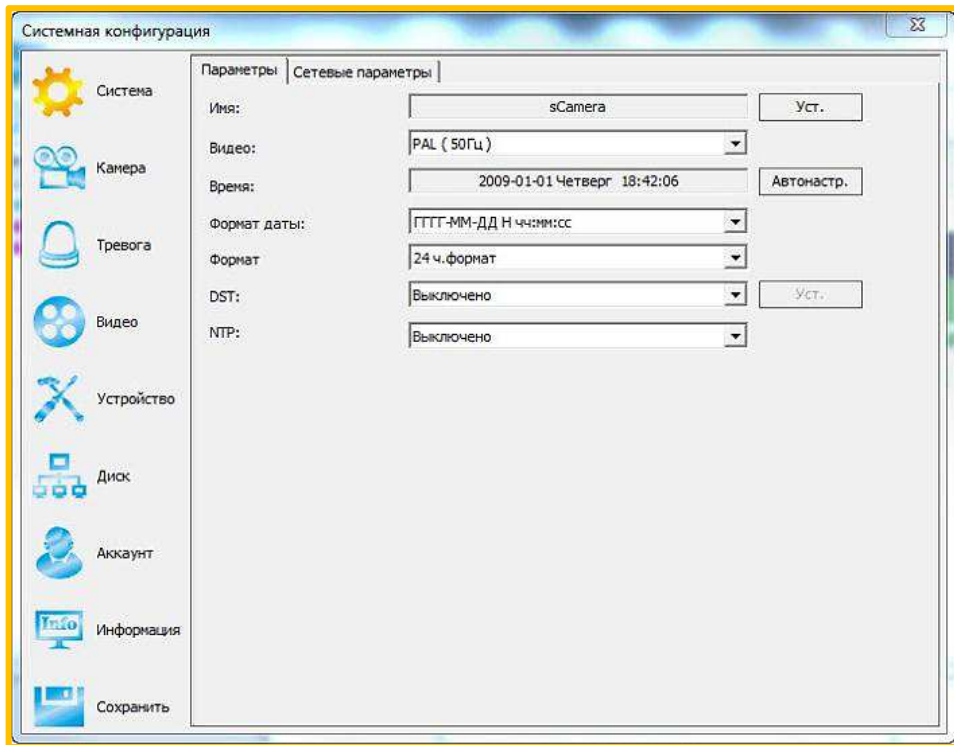 Системная конфигурация
Параметры Сетевые параметры
Система
Имя: sCamera Уст.
Видео: PAL ( 50Гц )
Камера
Время: 2009-01-01 Четверг 18:42:06 Автонастр.
Формат даты: ГГГГ-ММ-ДД Н чч:мм:сс
Тревога
Формат 24 ч.формат
DST: Выключено Уст.
Видео
NTP: Выключено
Устройство
Диск
Аккаунт
Info Информация
Сохранить